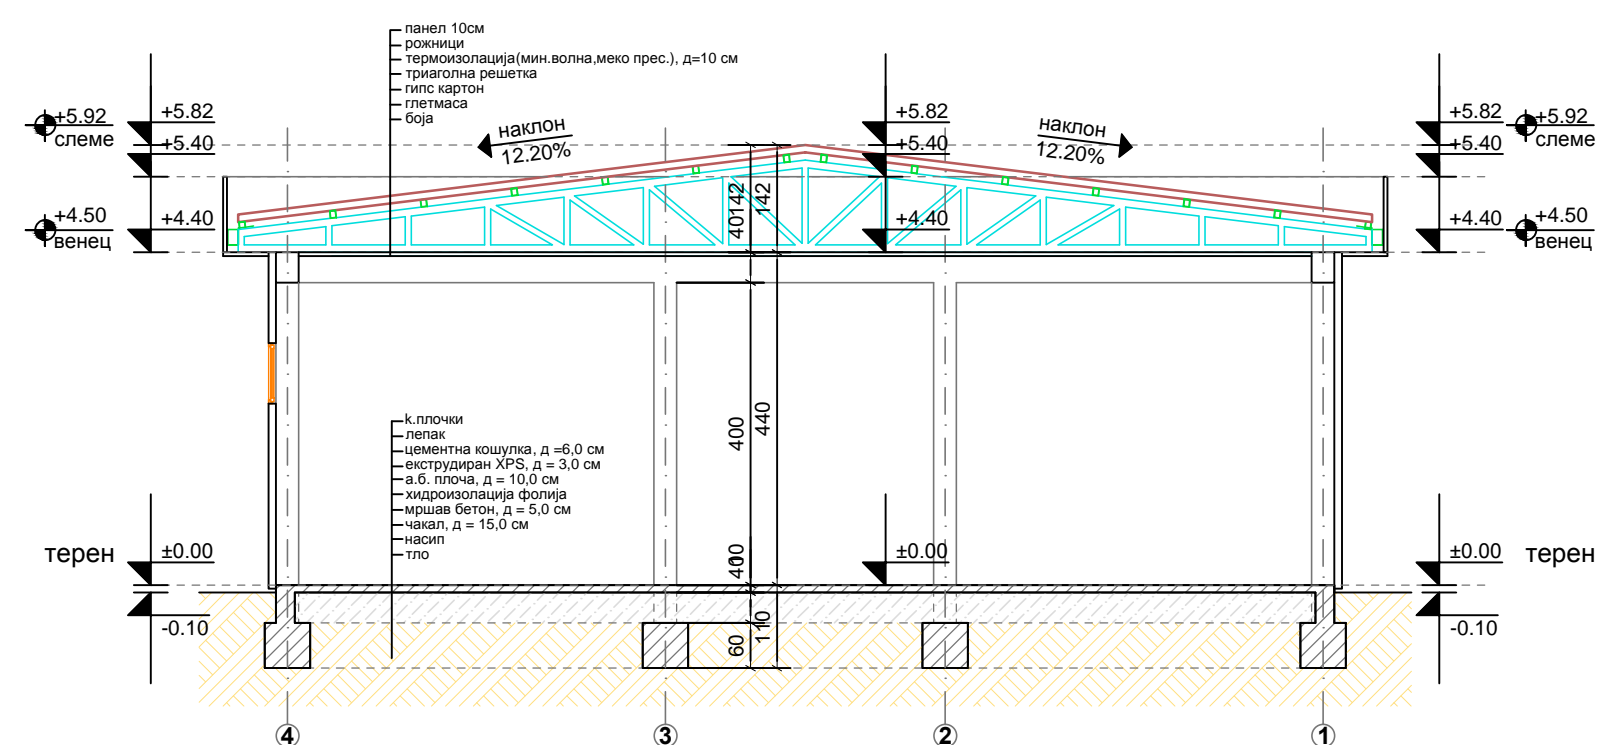 панел 10см
рожници
термоизолација(мин.волна,меко прес.), д=10 см
триаголна решетка
гипс картон
глетмаса
боја
+5.92
слеме
+5.82
+5.40
наклон
12.20%
+5.82
+5.40
наклон
12.20%
+5.82
+5.40
+5.92
слеме
+4.50
венец
+4.40
40
142
142
+4.40
+4.40
+4.50
венец
400
440
к.плочки
лепак
цементна кошулка, д =6,0 см
екструдиран XPS, д = 3,0 см
а.б. плоча, д = 10,0 см
хидроизолација фолија
мршав бетон, д = 5,0 см
чакал, д = 15,0 см
насип
тло
терен
±0.00
±0.00
±0.00
терен
-0.10
60
110
-0.10
4
3
2
1